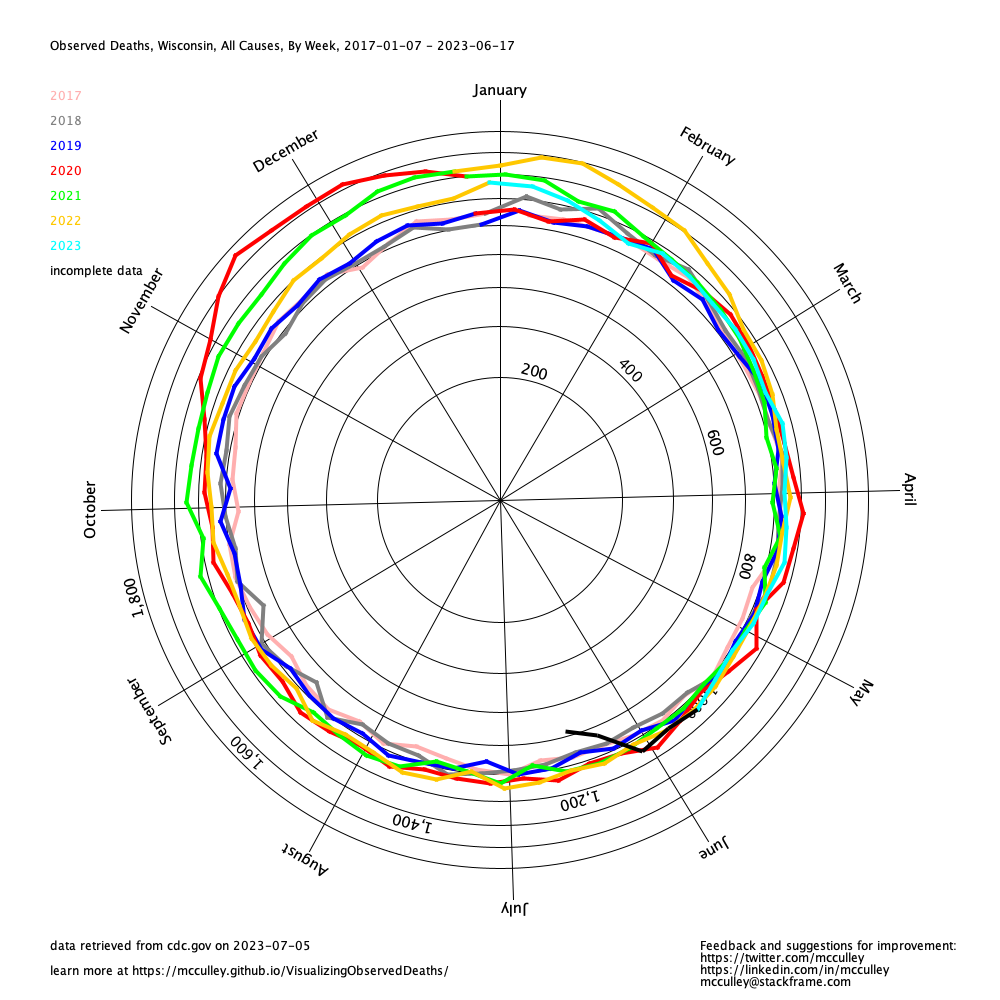 Observed Deaths, Wisconsin, All Causes, By Week, 2017-01-07 - 2023-06-17
January
2017
2018
December
February
2019
2020
2021
2022
2023
incomplete data
November
March
200
400
600
October
April
800
1,800
May
September
1,600
1,200
1,400
June
August
July
data retrieved from cdc.gov on 2023-07-05
learn more at https://mcculley.github.io/VisualizingObservedDeaths/
Feedback and suggestions for improvement:
https://twitter.com/mcculley
https://linkedin.com/in/mcculley
mcculley@stackframe.com